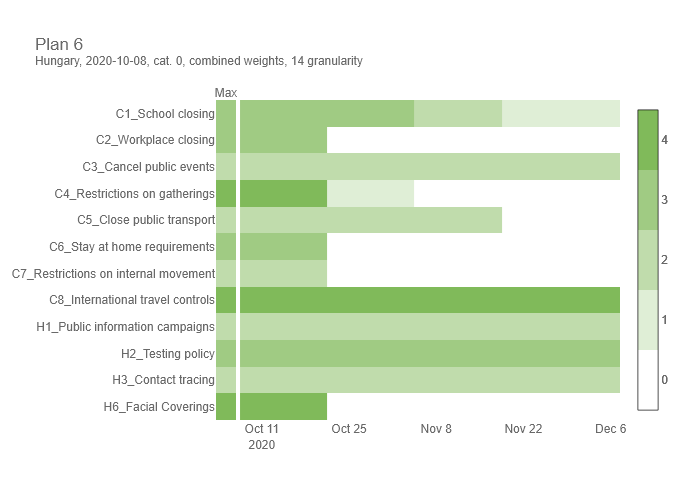 Plan 6
Hungary, 2020-10-08, cat. 0, combined weights, 14 granularity
Max
C1_School closing
C2_Workplace closing
C3_Cancel public events
C4_Restrictions on gatherings
C5_Close public transport
C6_Stay at home requirements
C7_Restrictions on internal movement
C8_International travel controls
H1_Public information campaigns
H2_Testing policy
H3_Contact tracing
H6_Facial Coverings
Oct 11 Oct 25 Nov 8 Nov 22 Dec 6
2020
4
3
2
1
0